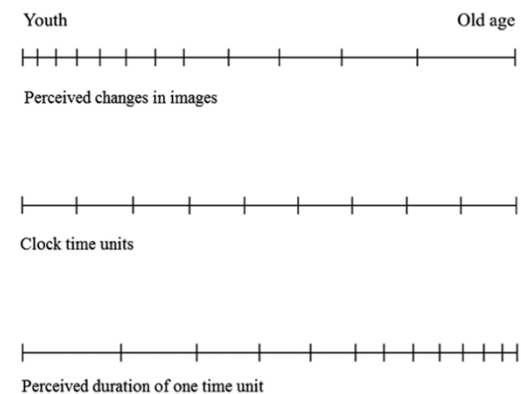 Youth Old age
Perceived changes in images
Clock time units
Perceived duration of one time unit